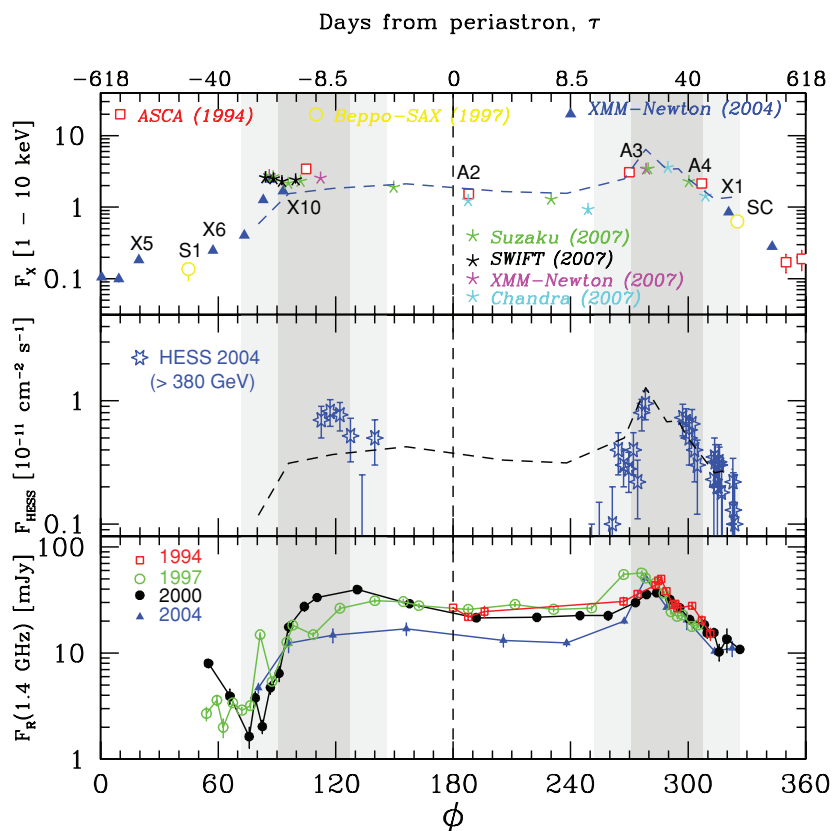 Days from periastron, τ
−618 −40 −8.5 0 8.5 40 618
ASCA (1994) Beppo-SAX (1997) XMM-Newton (2004)
F_X [1 − 10 keV]
10
1
0.1
A3
A2
A4
X1
X10
SC
X6
X5
S1
Suzaku (2007)
SWIFT (2007)
XMM-Newton (2007)
Chandra (2007)
F_HESS [10⁻¹¹ cm⁻² s⁻¹]
HESS 2004
(> 380 GeV)
1
0.1
F_R(1.4 GHz) [mJy]
100
10
1
1994
1997
2000
2004
0 60 120 180 240 300 360
ϕ